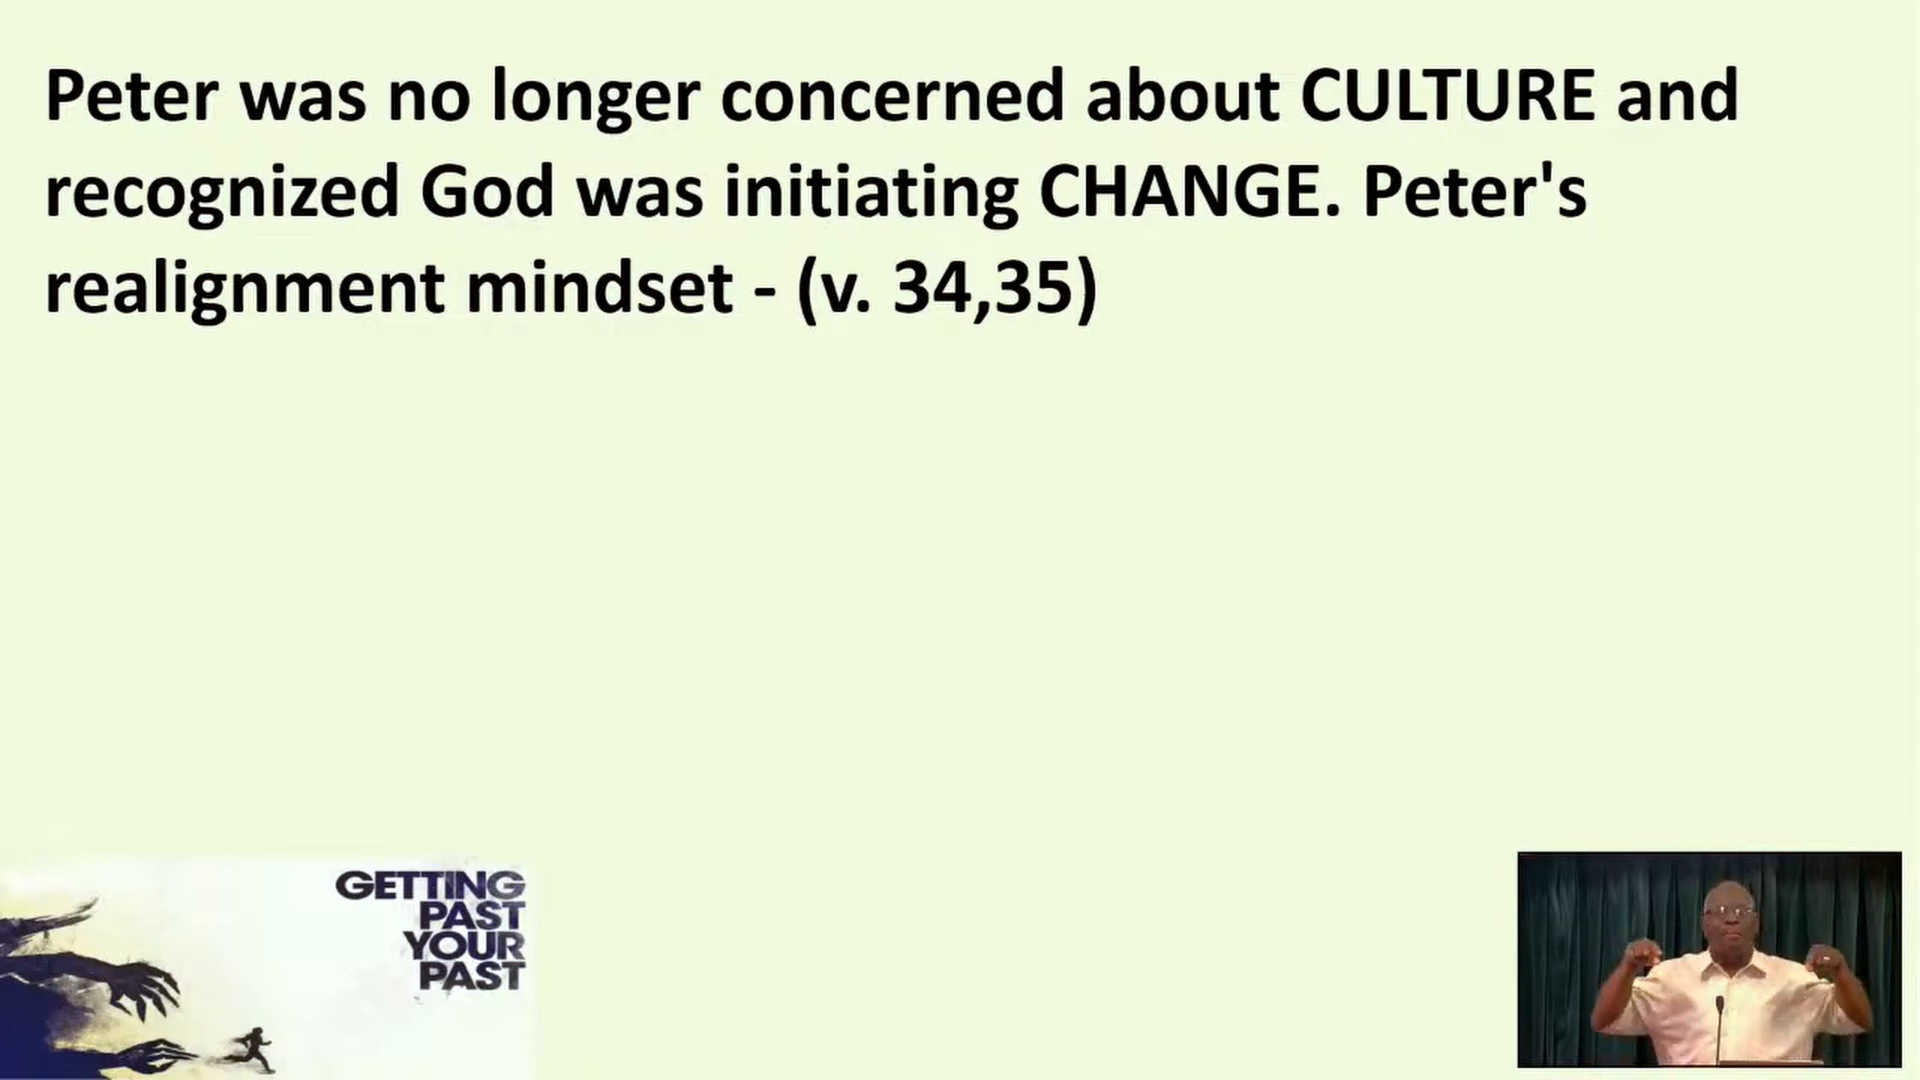 Peter was no longer concerned about CULTURE and
recognized God was initiating CHANGE. Peter's
realignment mindset - (v. 34,35)
GETTING
PAST
YOUR
PAST